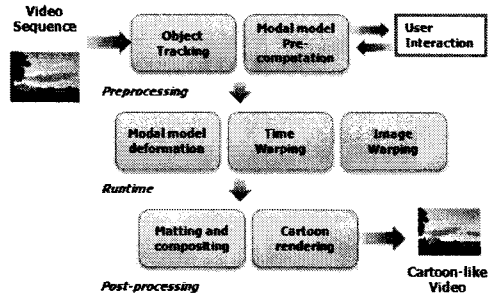 Video
Sequence
Object
Tracking
Modal model
Pre-
computation
User
Interaction
Preprocessing
Modal model
deformation
Time
Warping
Image
Warping
Runtime
Matting and
compositing
Cartoon
rendering
Post-processing
Cartoon-like
Video